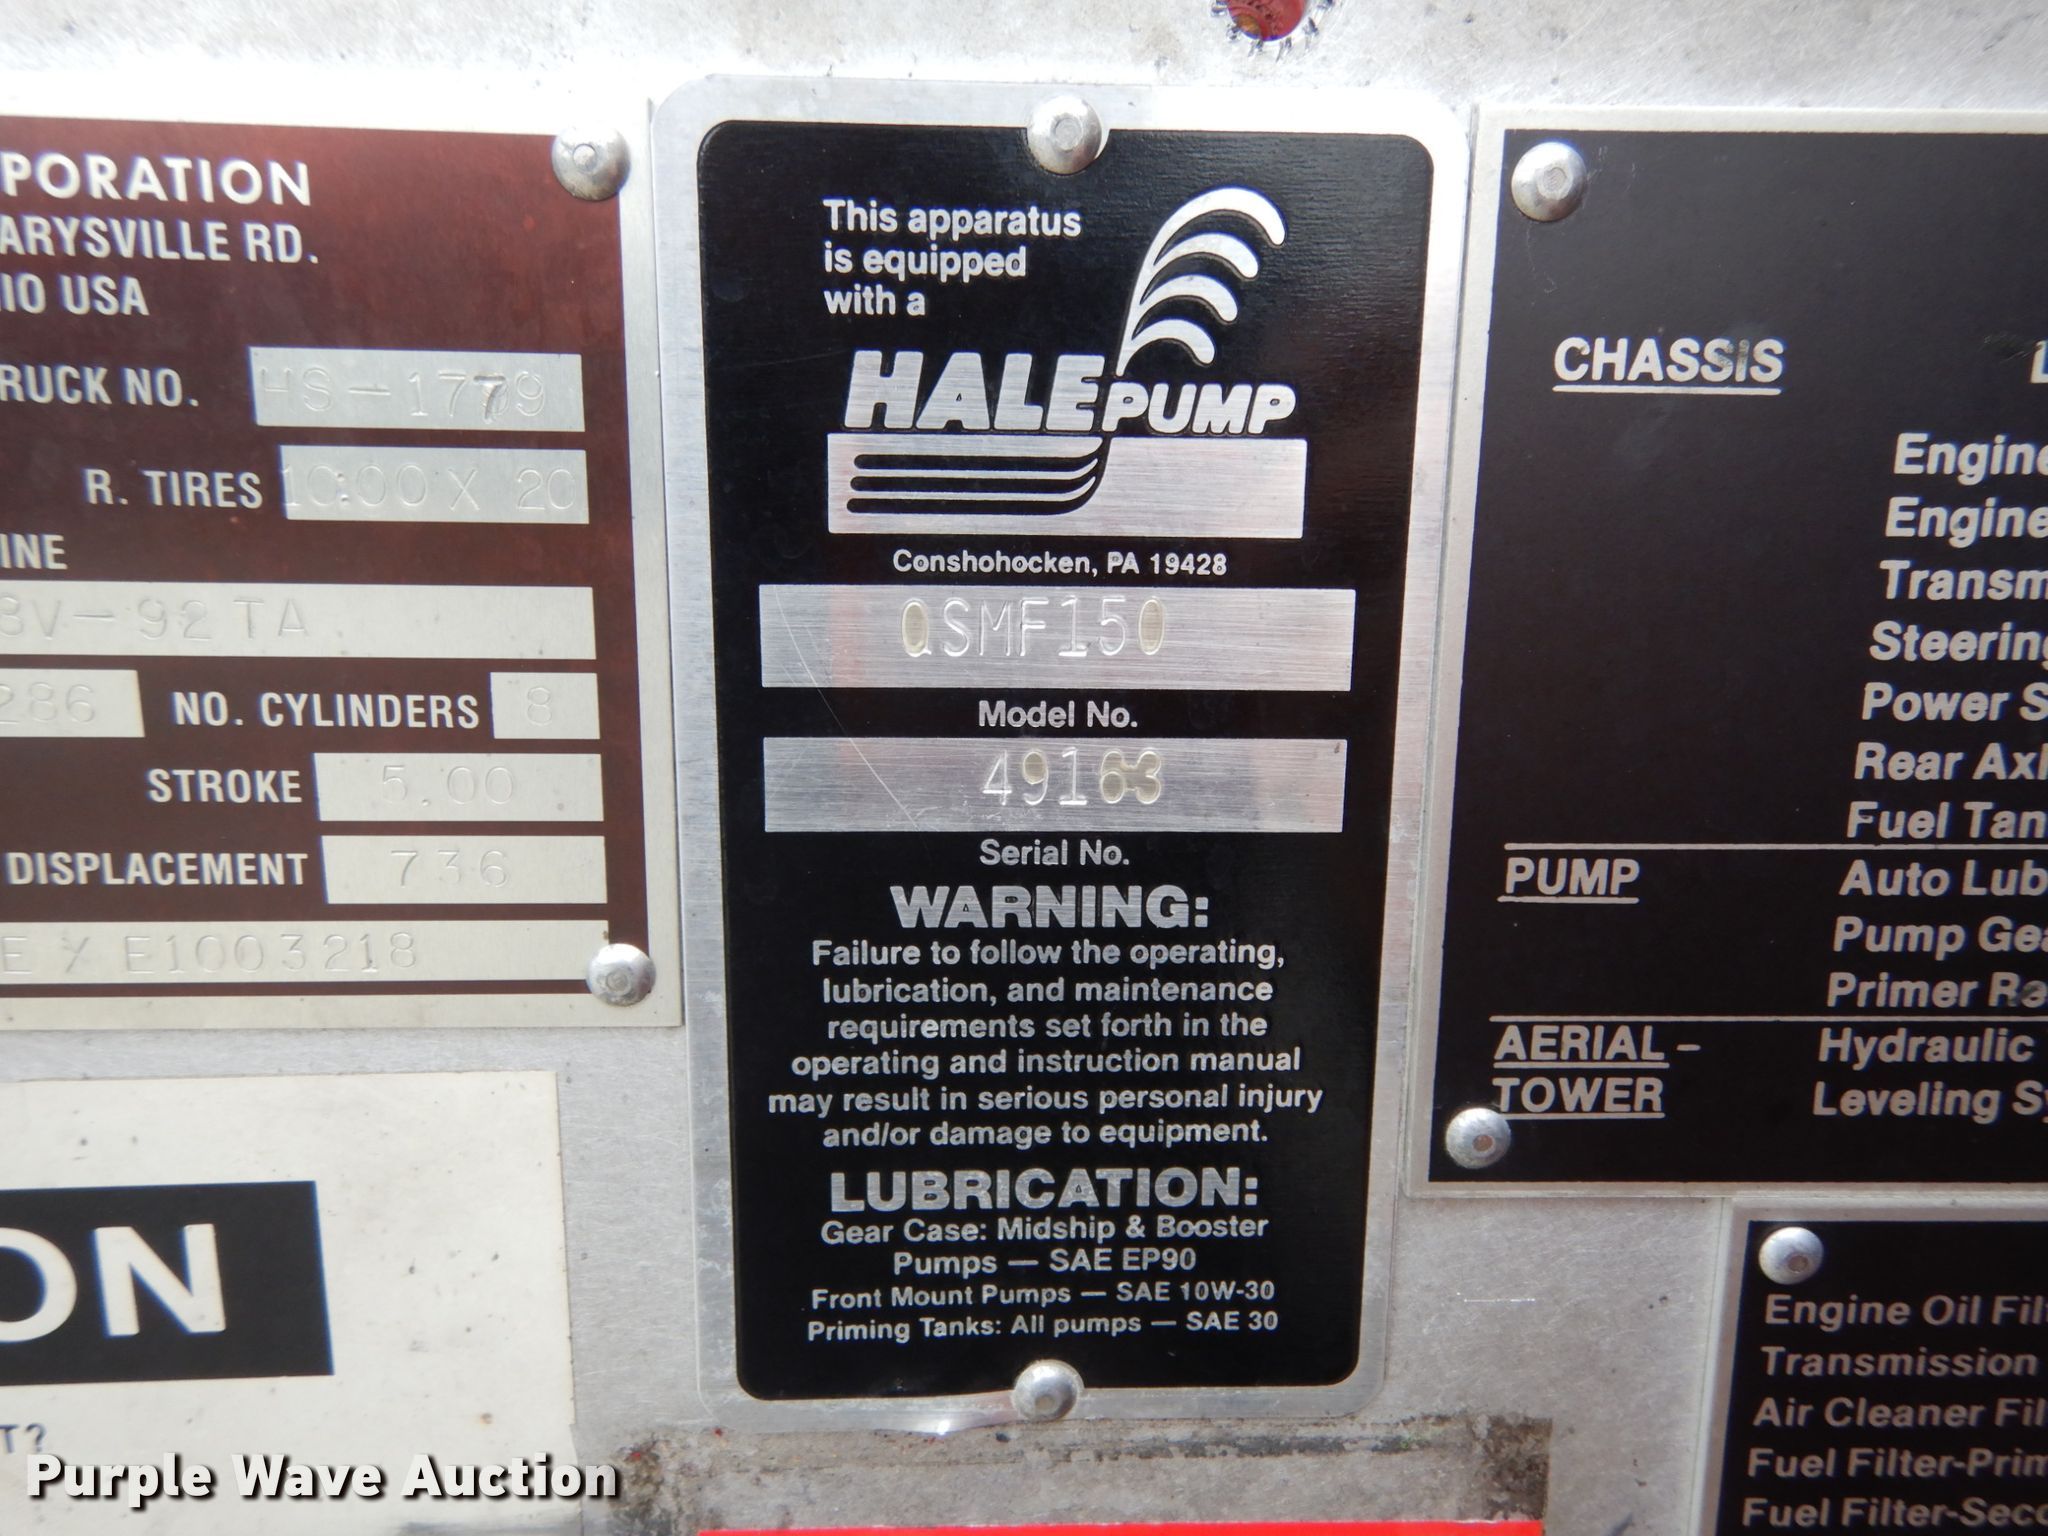 PORATION
ARYSVILLE RD.
IO USA
RUCK NO. HS-1779
R. TIRES 10:00 X 20
INE
8V-92TA
286 NO. CYLINDERS 8
STROKE 5.00
DISPLACEMENT 736
E1003218
ON
T?
This apparatus
is equipped
with a
HALE PUMP
Conshohocken, PA 19428
QSMF150
Model No.
49163
Serial No.
WARNING:
Failure to follow the operating,
lubrication, and maintenance
requirements set forth in the
operating and instruction manual
may result in serious personal injury
and/or damage to equipment.
LUBRICATION:
Gear Case: Midship & Booster
Pumps — SAE EP90
Front Mount Pumps — SAE 10W-30
Priming Tanks: All pumps — SAE 30
CHASSIS
Engine
Engine
Transm
Steering
Power S
Rear Axl
Fuel Tan
PUMP Auto Lub
Pump Gea
Primer Re
AERIAL - Hydraulic
TOWER Leveling Sy
Engine Oil Filt
Transmission
Air Cleaner Fil
Fuel Filter-Prim
Fuel Filter-Seco
Purple Wave Auction